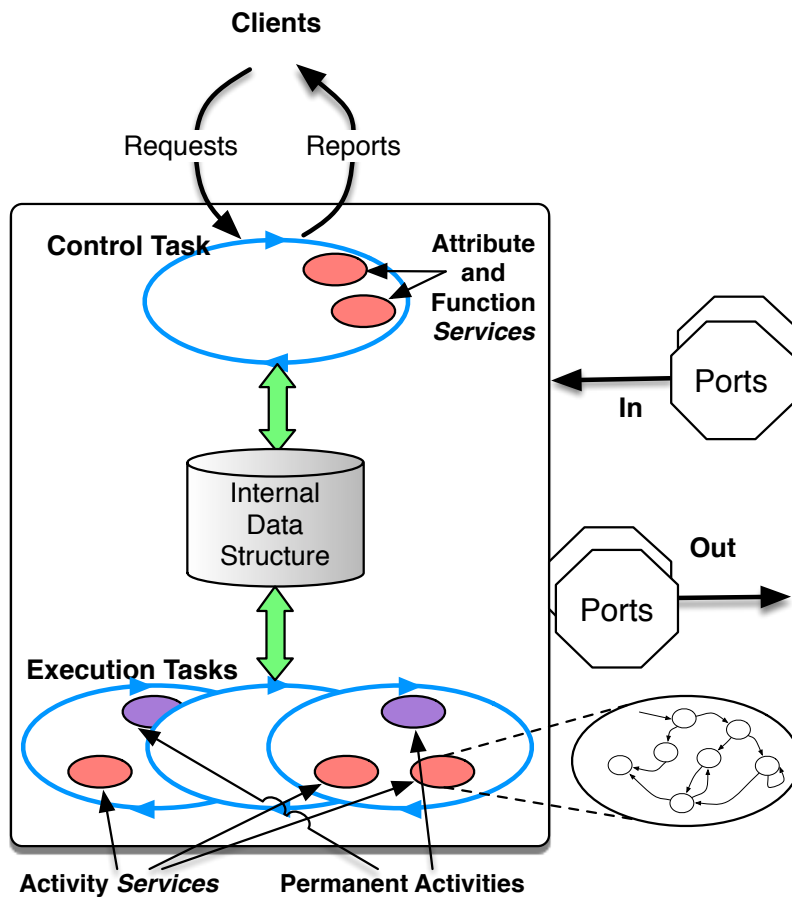 Clients
Requests
Reports
Control Task
Attribute
and
Function
Services
Ports
In
Internal
Data
Structure
Out
Ports
Execution Tasks
Activity Services
Permanent Activities